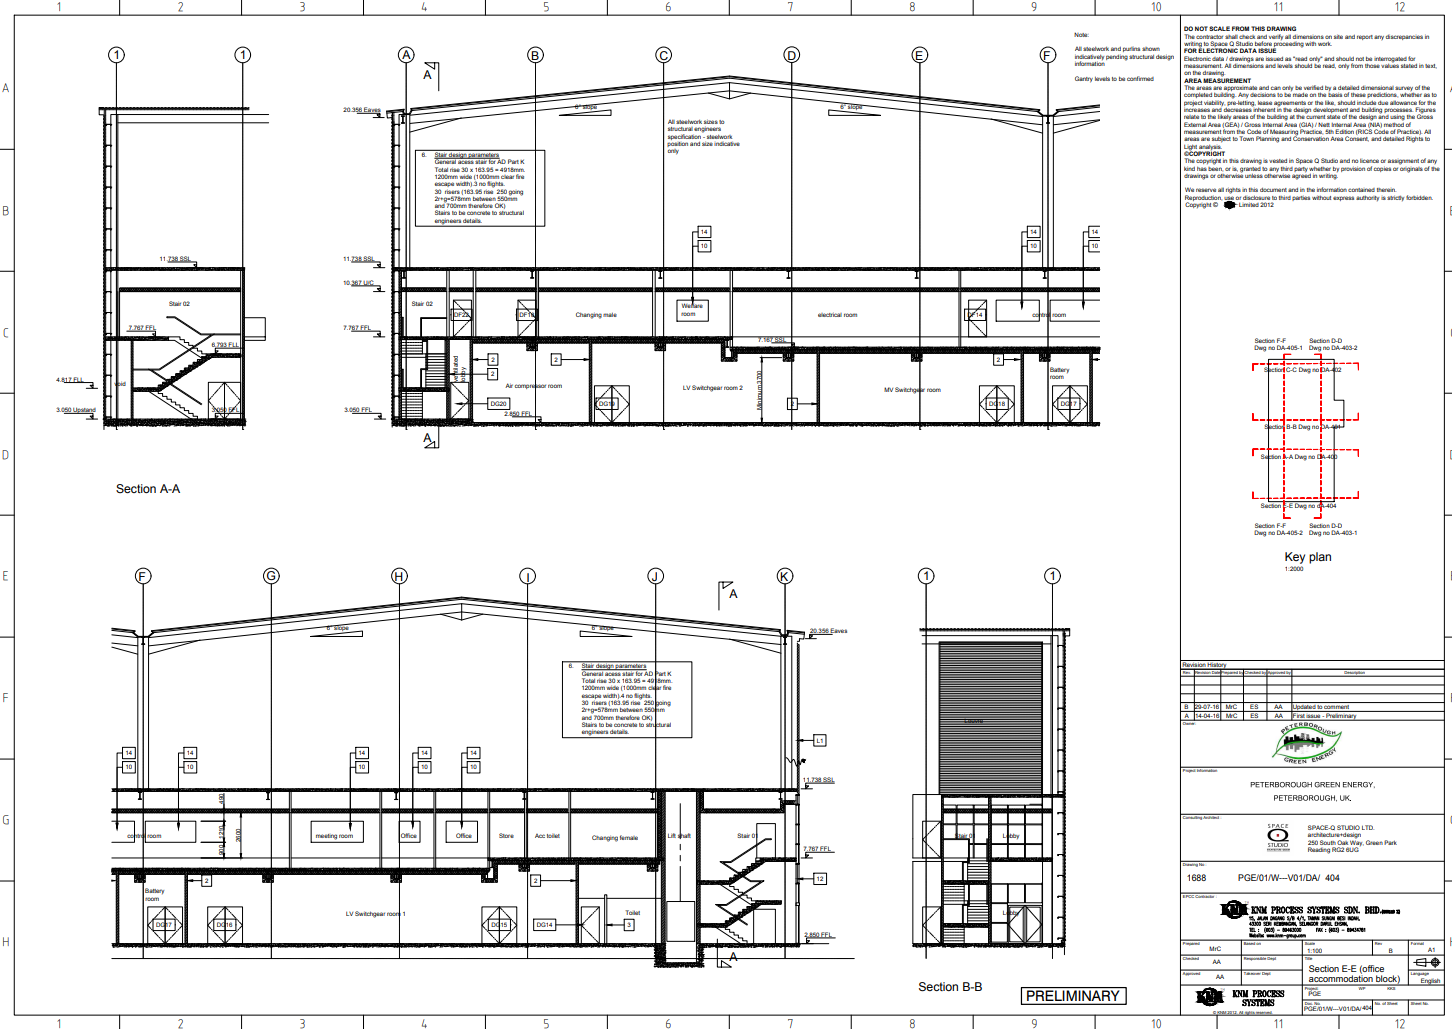 1 2 3 4 5 6 7 8 9 10 11 12
A
B
C
D
E
F
G
H
1 1
A B C D E F
A
Note:
All steelwork and purlins shown
indicatively pending structural design
information
Gantry levels to be confirmed
20.356 Eaves
6° slope
6° slope
All steelwork sizes to
structural engineers
specification - steelwork
position and size indicative
only
6. Stair design parameters
General acess stair for AD Part K
Total rise 30 x 163.95 = 4918mm.
1200mm wide (1000mm clear fire
escape width).3 no flights.
30 risers (163.95 rise 250 going
2r+g=578mm between 550mm
and 700mm therefore OK)
Stairs to be concrete to structural
engineers details.
14
10
14
10
14
10
11.738 SSL
11.738 SSL
10.367 U/C
Stair 02
7.767 FFL
6.793 FLL
4.817 FLL
void
3.050 Upstand
3.050 FFL
Stair 02
DF22
Changing male
Welfare
room
electrical room
DF14
control room
7.767 FFL
7.167 SSL
ventilated
lobby
2
2
2
2
Air compressor room
DG20
2.850 FFL
3.050 FFL
DG19
LV Switchgear room 2
Minimum3700
2
MV Switchgear room
DG18
Battery
room
DG17
A
Section A-A
F G H I J K
1 1
A
6° slope
6° slope
20.356 Eaves
6. Stair design parameters
General acess stair for AD Part K
Total rise 30 x 163.95 = 4918mm.
1200mm wide (1000mm clear fire
escape width).4 no flights.
30 risers (163.95 rise 250 going
2r+g=578mm between 550mm
and 700mm therefore OK)
Stairs to be concrete to structural
engineers details.
L1
14
10
14
10
14
10
14
10
14
10
11.738 SSL
Louvre
490
1210
910
2600
control room
meeting room
Office
Office
Store
Acc toilet
Changing female
Lift shaft
Stair 01
7.767 FFL
12
Stair 01
Lobby
Lobby
Battery
room
2
2
LV Switchgear room 1
Toilet
3
DG17
DG16
DG15
DG14
2.850 FFL
A
Section B-B
PRELIMINARY
DO NOT SCALE FROM THIS DRAWING
The contractor shall check and verify all dimensions on site and report any discrepancies in
writing to Space Q Studio before proceeding with work.
FOR ELECTRONIC DATA ISSUE
Electronic data / drawings are issued as "read only" and should not be interrogated for
measurement. All dimensions and levels should be read, only from those values stated in text,
on the drawing.
AREA MEASUREMENT
The areas are approximate and can only be verified by a detailed dimensional survey of the
completed building. Any decisions to be made on the basis of these predictions, whether as to
project viability, pre-letting, lease agreements or the like, should include due allowance for the
increases and decreases inherent in the design development and building processes. Figures
relate to the likely areas of the building at the current state of the design and using the Gross
External Area (GEA) / Gross Internal Area (GIA) / Nett Internal Area (NIA) method of
measurement from the Code of Measuring Practice, 5th Edition (RICS Code of Practice). All
areas are subject to Town Planning and Conservation Area Consent, and detailed Rights to
Light analysis.
©COPYRIGHT
The copyright in this drawing is vested in Space Q Studio and no licence or assignment of any
kind has been, or is, granted to any third party whether by provision of copies or originals of the
drawings or otherwise unless otherwise agreed in writing.
We reserve all rights in this document and in the information contained therein.
Reproduction, use or disclosure to third parties without express authority is strictly forbidden.
Copyright © KNM Limited 2012
Section F-F Section D-D
Dwg no DA-405-1 Dwg no DA-403-2
Section C-C Dwg no DA-402
Section B-B Dwg no DA-401
Section A-A Dwg no DA-400
Section E-E Dwg no dA-404
Section F-F Section D-D
Dwg no DA-405-2 Dwg no DA-403-1
Key plan
1:2000
Revision History
Rev. Revision Date Prepared by Checked by Approved by Description
B 29-07-16 MrC ES AA Updated to comment
A 14-04-16 MrC ES AA First issue - Preliminary
Owner
PETERBOROUGH
GREEN ENERGY
Project Information
PETERBOROUGH GREEN ENERGY,
PETERBOROUGH, UK.
Consulting Architect
SPACE
STUDIO
SPACE-Q STUDIO LTD.
architecture+design
250 South Oak Way, Green Park
Reading RG2 6UG
Drawing No.
1688 PGE/01/W---V01/DA/ 404
EPCC Contractor
KNM PROCESS SYSTEMS SDN. BHD.
Prepared MrC Based on Scale 1:100 Rev B Format A1
Checked AA Responsible Dept Title
Section E-E (office
accommodation block)
Language English
Approved AA Takeover Dept
KNM PROCESS
SYSTEMS
Project PGE WP KKS
Doc. No. PGE/01/W---V01/DA/ 404 No. of Sheet Sheet No.
© KNM 2012. All rights reserved.
1 2 3 4 5 6 7 8 9 10 11 12